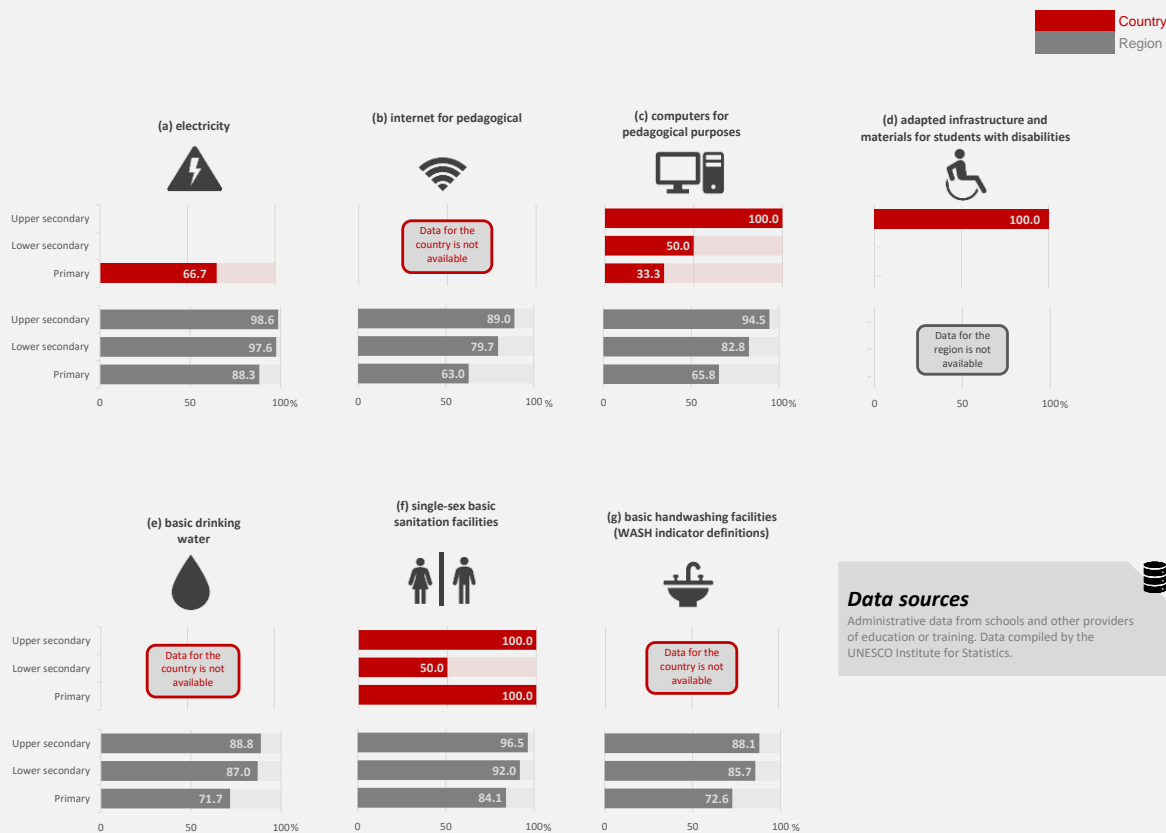 Country
Region
(a) electricity
(b) internet for pedagogical
(c) computers for
pedagogical purposes
(d) adapted infrastructure and
materials for students with disabilities
Upper secondary
Lower secondary
Primary
66.7
Data for the
country is not
available
100.0
50.0
33.3
100.0
Upper secondary
Lower secondary
Primary
98.6
97.6
88.3
0
50
100%
89.0
79.7
63.0
0
50
100 %
94.5
82.8
65.8
0
50
100%
Data for the
region is not
available
0
50
100%
(e) basic drinking
water
(f) single-sex basic
sanitation facilities
(g) basic handwashing facilities
(WASH indicator definitions)
Upper secondary
Lower secondary
Primary
Data for the
country is not
available
100.0
50.0
100.0
Data for the
country is not
available
Upper secondary
Lower secondary
Primary
88.8
87.0
71.7
0
50
100%
96.5
92.0
84.1
0
50
100 %
88.1
85.7
72.6
0
50
100%
Data sources
Administrative data from schools and other providers
of education or training. Data compiled by the
UNESCO Institute for Statistics.